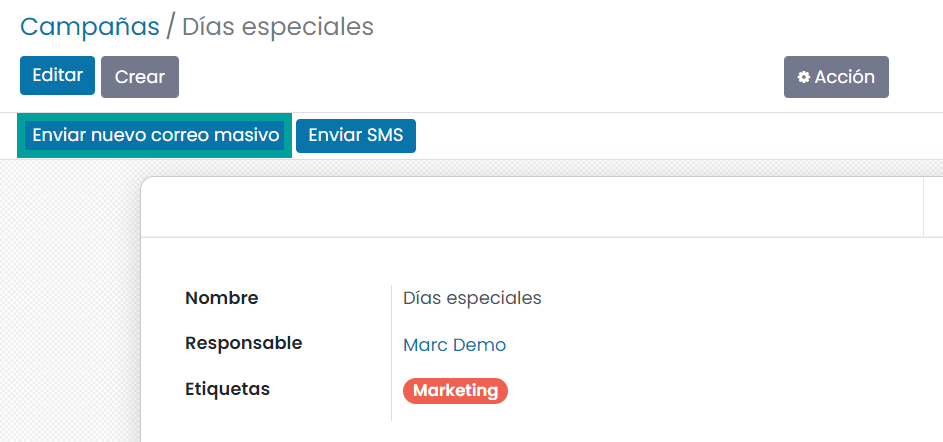 Campañas / Días especiales
Editar Crear Acción
Enviar nuevo correo masivo Enviar SMS
Nombre Días especiales
Responsable Marc Demo
Etiquetas Marketing